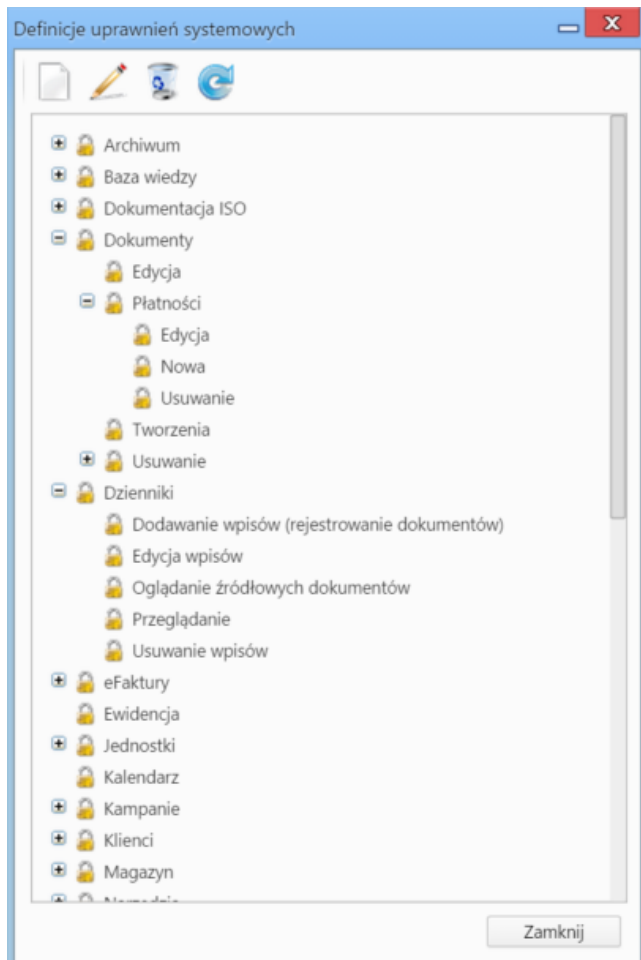 Definicje uprawnień systemowych
Archiwum
Baza wiedzy
Dokumentacja ISO
Dokumenty
Edycja
Płatności
Edycja
Nowa
Usuwanie
Tworzenia
Usuwanie
Dzienniki
Dodawanie wpisów (rejestrowanie dokumentów)
Edycja wpisów
Oglądanie źródłowych dokumentów
Przeglądanie
Usuwanie wpisów
eFaktury
Ewidencja
Jednostki
Kalendarz
Kampanie
Klienci
Magazyn
Zamknij